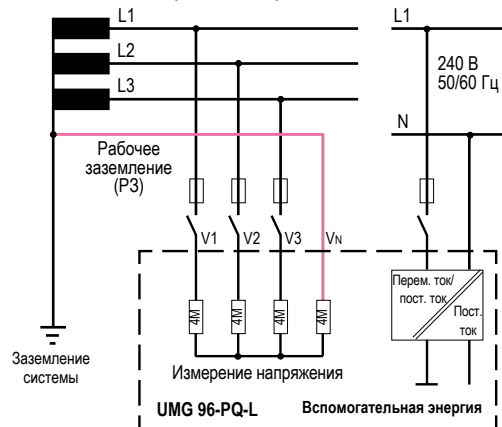 L1
L2
L3
L1
240 В
50/60 Гц
N
Рабочее
заземление
(РЗ)
V1
V2
V3
VN
Перем. ток/
пост. ток
Пост.
ток
4M
4M
4M
4M
Заземление
системы
Измерение напряжения
UMG 96-PQ-L
Вспомогательная энергия